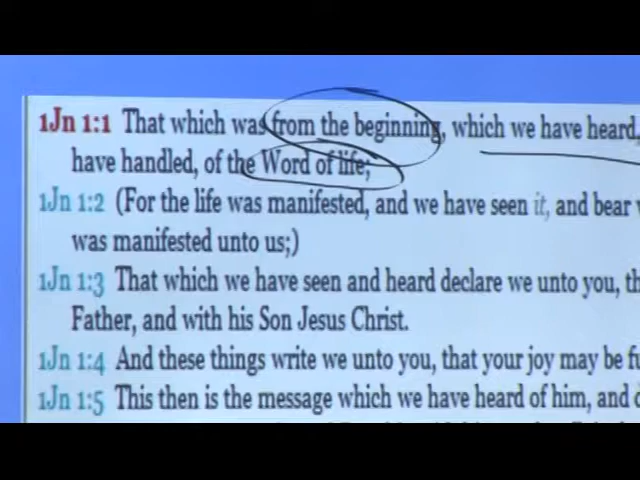 1Jn 1:1 That which was from the beginning, which we have heard,
have handled, of the Word of life;
1Jn 1:2 (For the life was manifested, and we have seen it, and bear
was manifested unto us;)
1Jn 1:3 That which we have seen and heard declare we unto you,
Father, and with his Son Jesus Christ.
1Jn 1:4 And these things write we unto you, that your joy may be
1Jn 1:5 This then is the message which we have heard of him, and